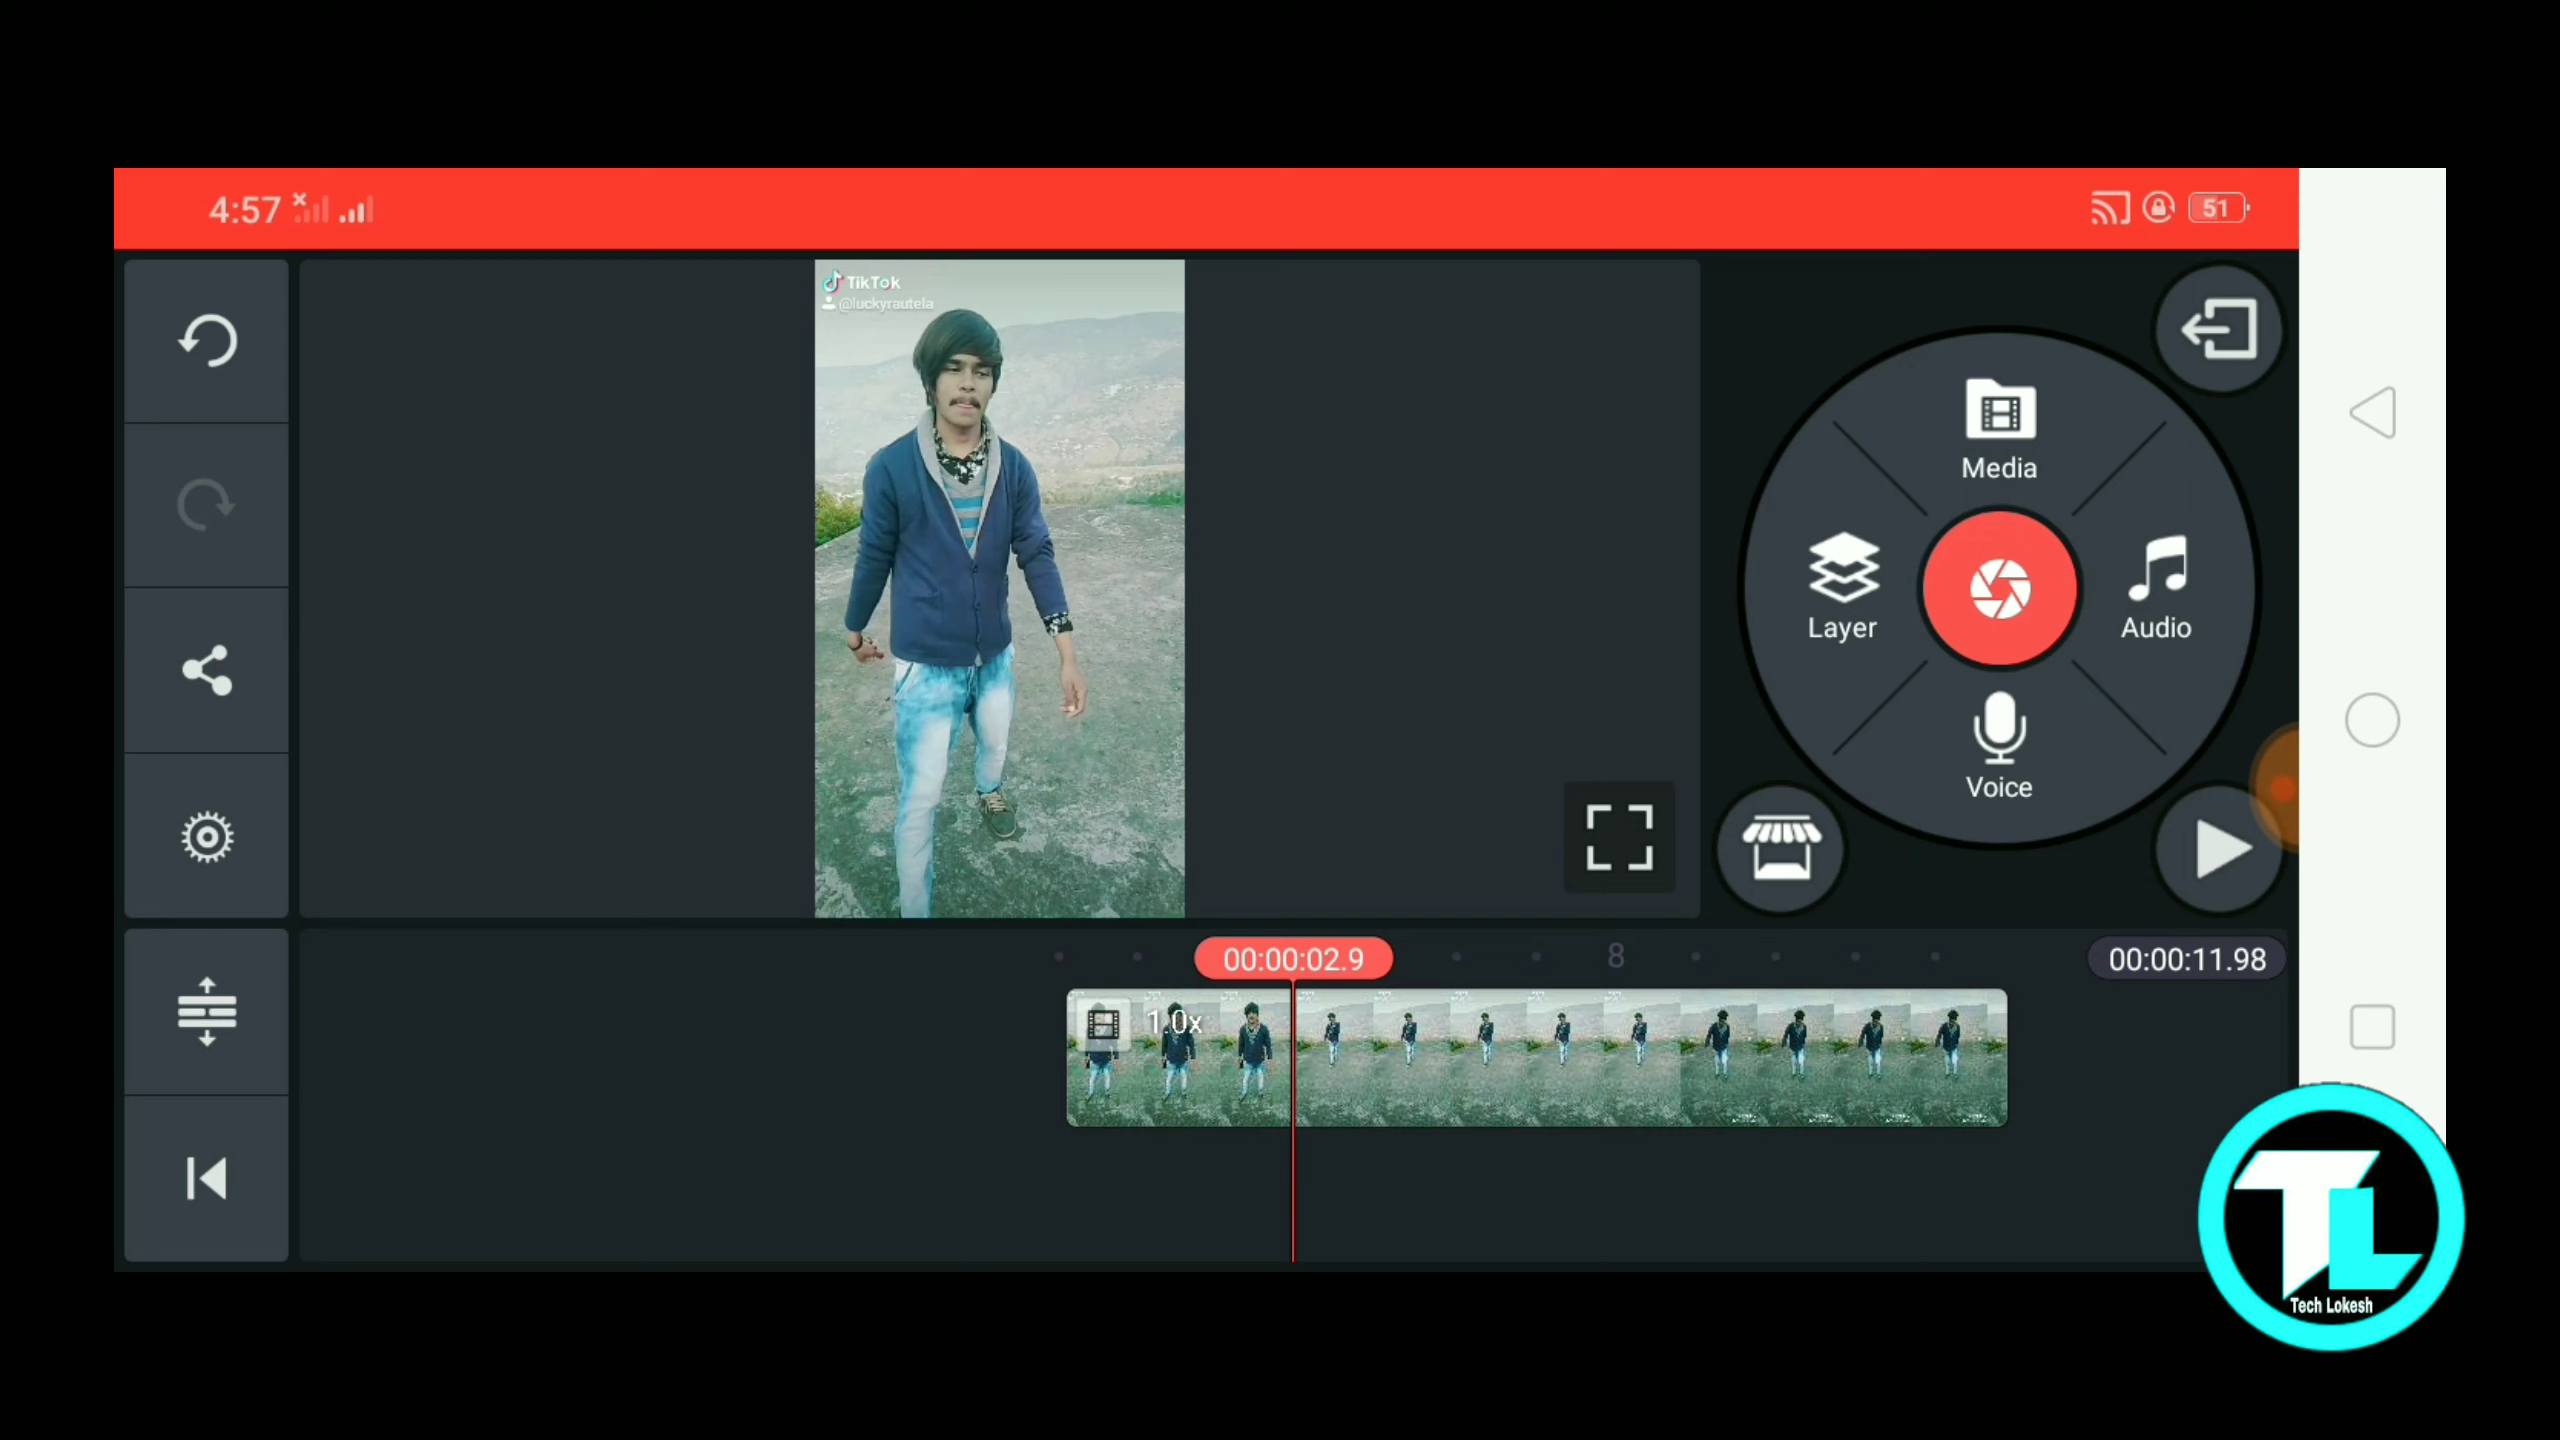 4:57
51
TikTok
@luckyrautela
Media
Layer
Audio
Voice
00:00:02.9
8
00:00:11.98
1.0x
TL
Tech Lokesh